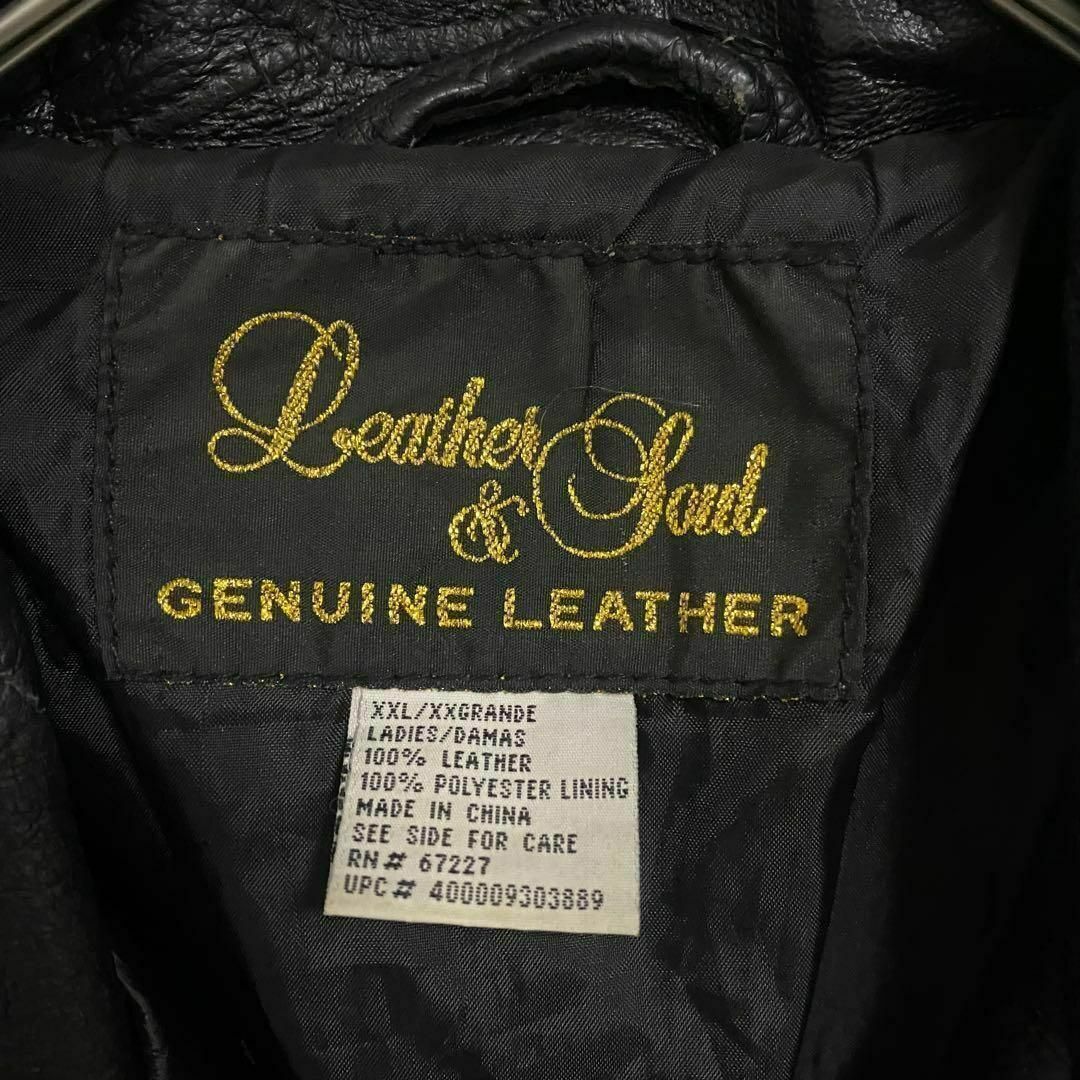 Leather
& Soul
GENUINE LEATHER
XXL/XXGRANDE
LADIES/DAMAS
100% LEATHER
100% POLYESTER LINING
MADE IN CHINA
SEE SIDE FOR CARE
RN# 67227
UPC# 400009303889